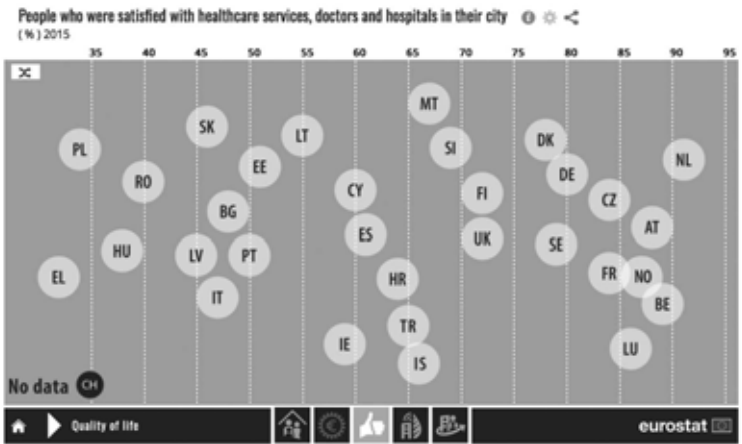 People who were satisfied with healthcare services, doctors and hospitals in their city
( % ) 2015
35 40 45 50 55 60 65 70 75 80 85 90 95
MT
SK
LT
DK
PL
SI
NL
EE
DE
RO
CY
FI
CZ
BG
AT
ES
UK
SE
HU
LV
PT
FR
NO
EL
HR
IT
BE
TR
IE
LU
IS
No data CH
Quality of life
eurostat